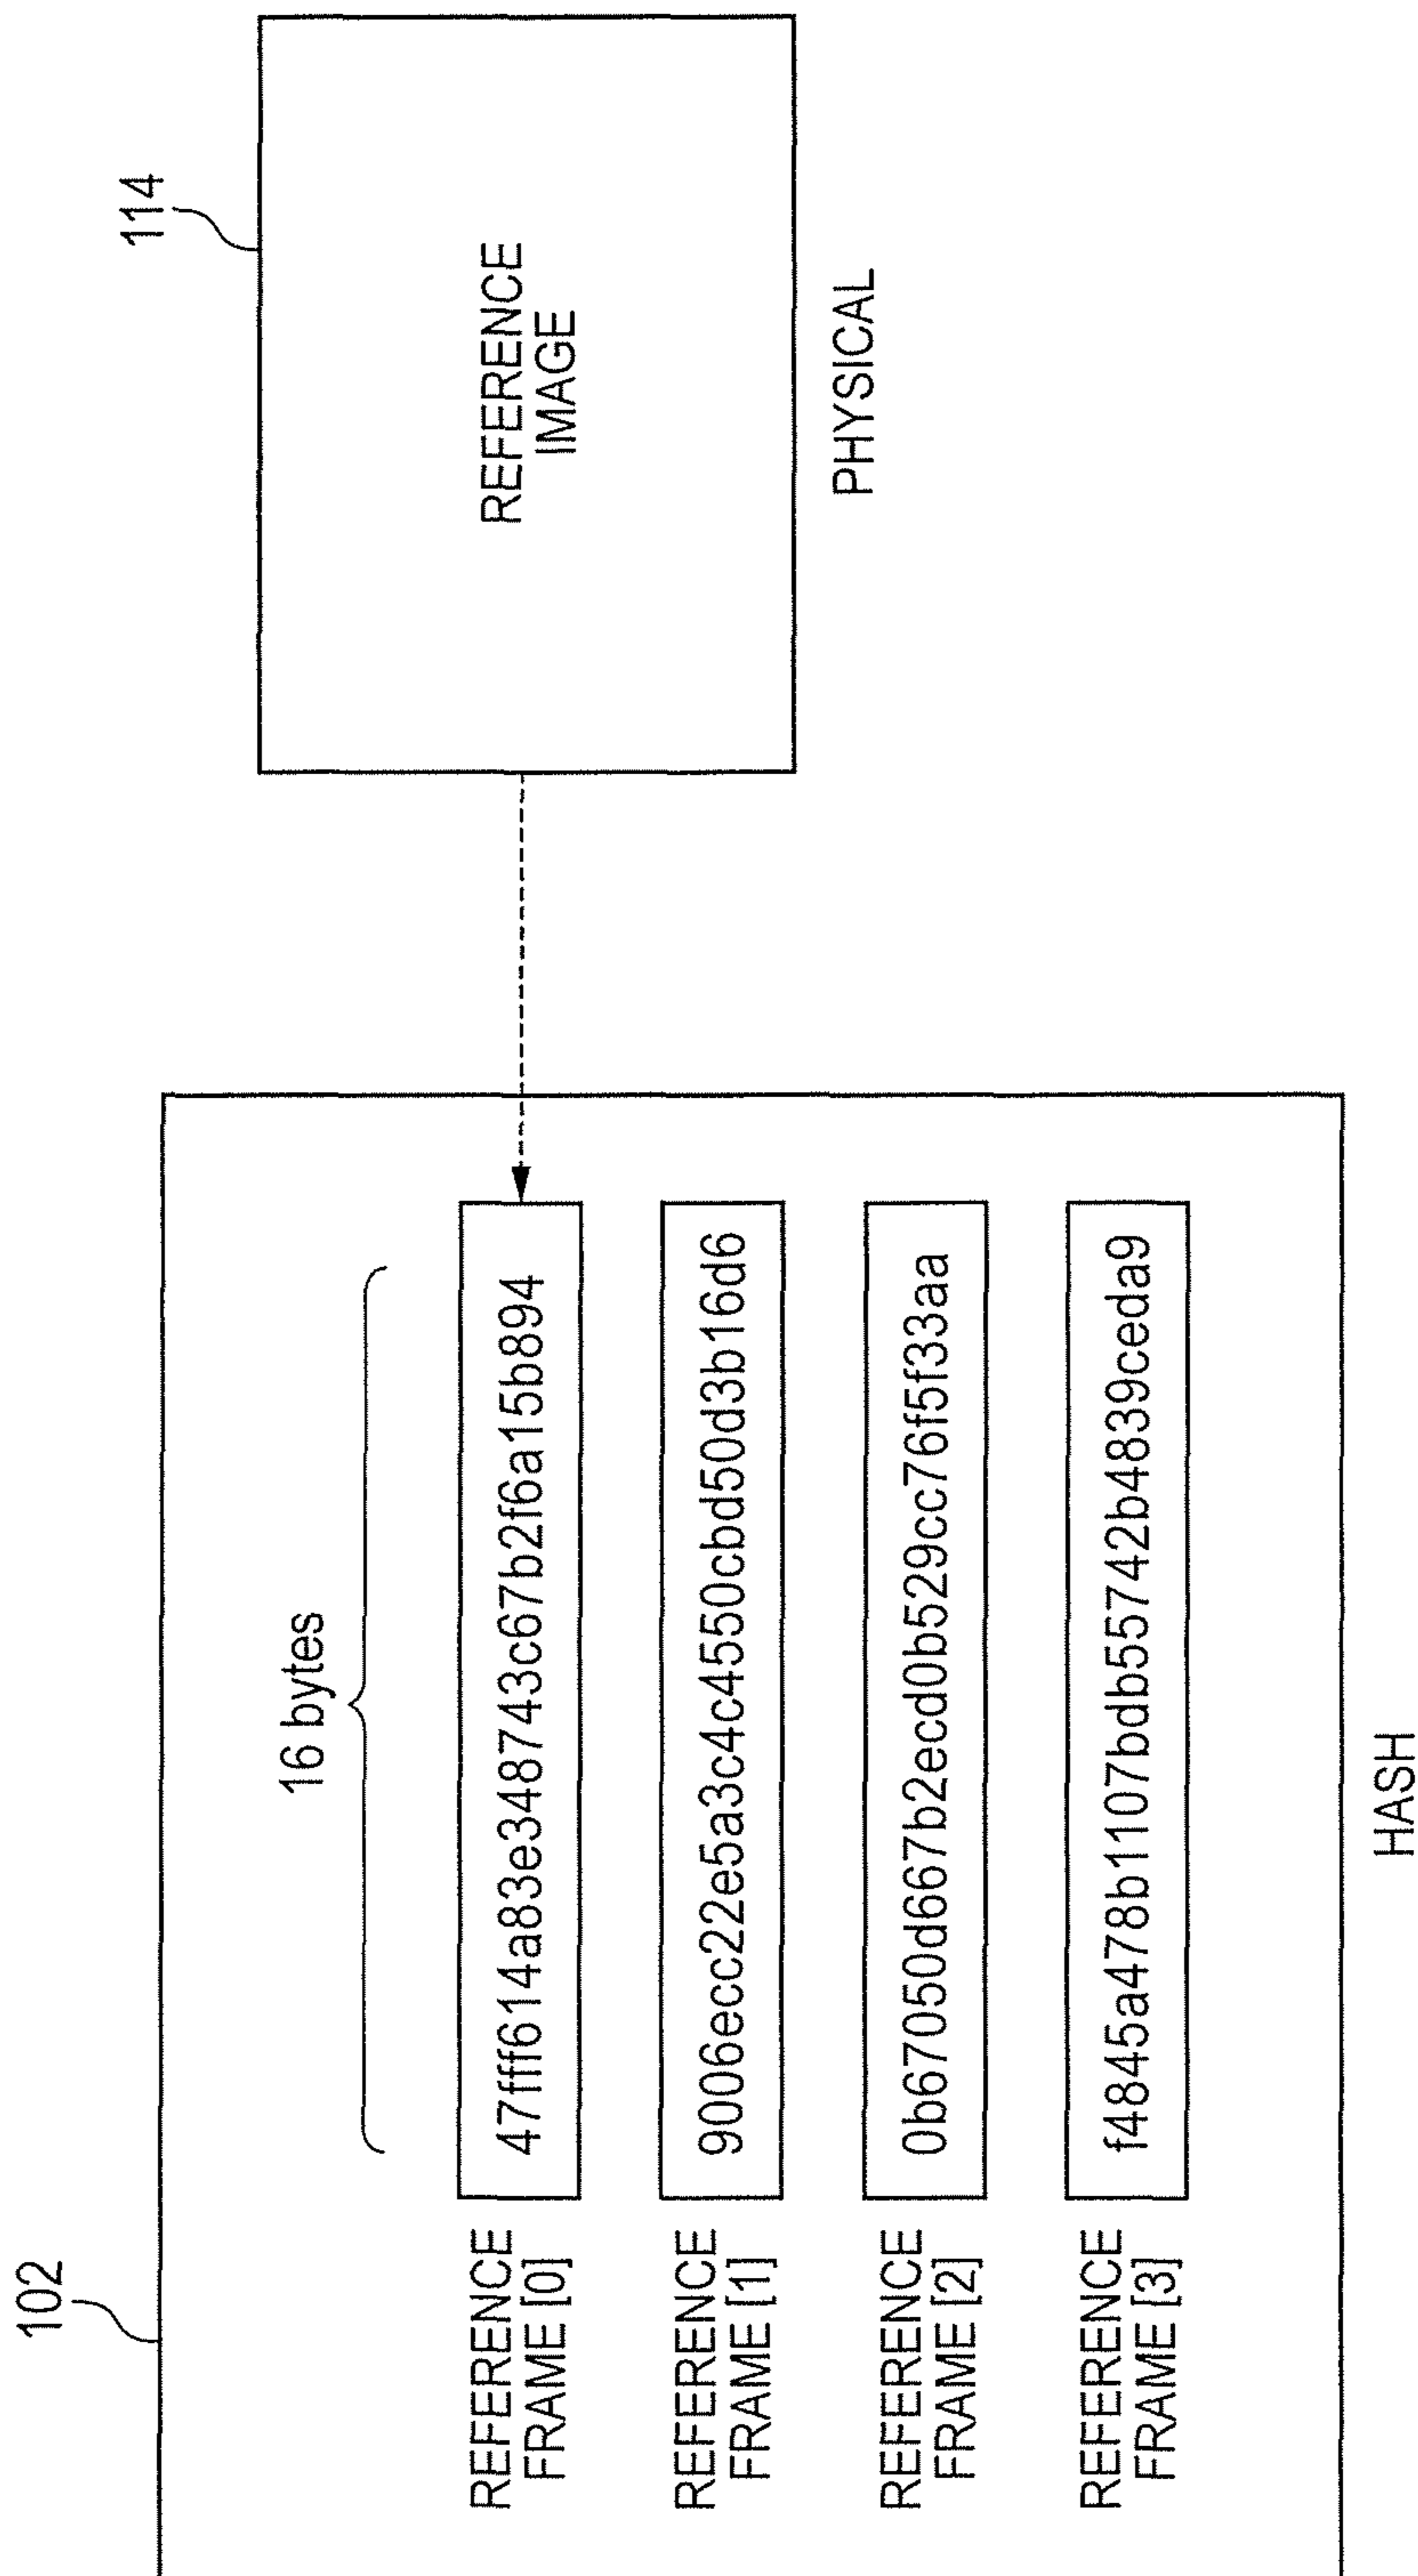 102
16 bytes
REFERENCE
FRAME [0]
47fff614a83e348743c67b2f6a15b894
REFERENCE
FRAME [1]
9006ecc22e5a3c4c4550cbd50d3b16d6
REFERENCE
FRAME [2]
0b67050d667b2ecd0b529cc76f5f33aa
REFERENCE
FRAME [3]
f4845a478b1107bdb55742b4839ceda9
HASH
114
REFERENCE
IMAGE
PHYSICAL